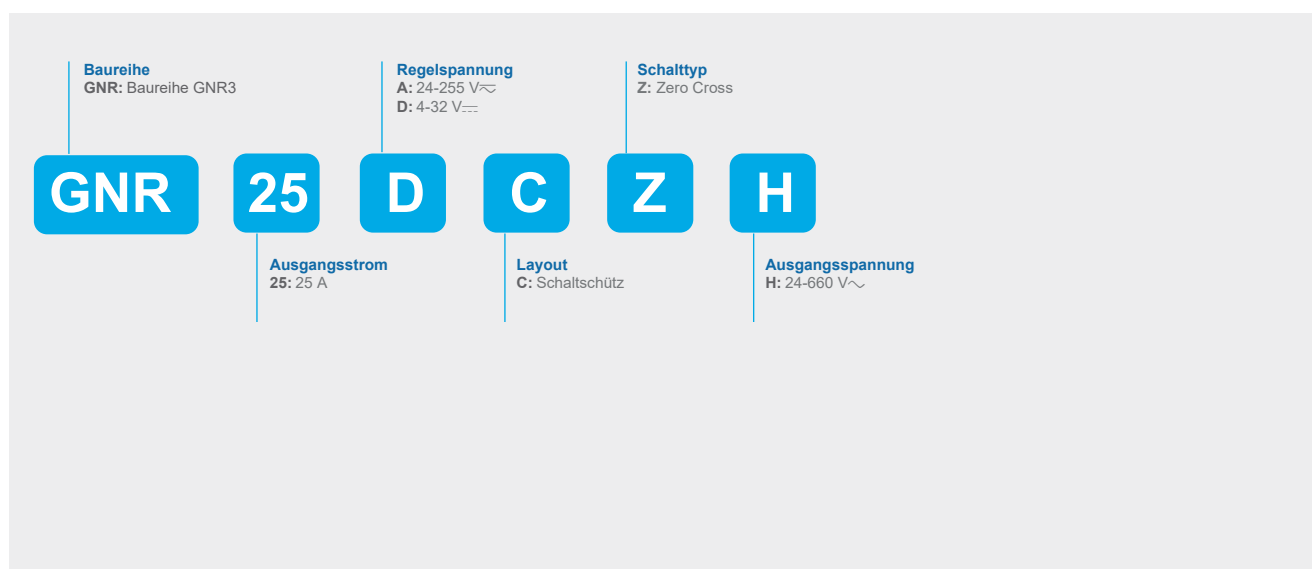 Baureihe
GNR: Baureihe GNR3
Regelspannung
A: 24-255 V⏦
D: 4-32 V⎓
Schalttyp
Z: Zero Cross
GNR 25 D C Z H
Ausgangsstrom
25: 25 A
Layout
C: Schaltschütz
Ausgangsspannung
H: 24-660 V∿